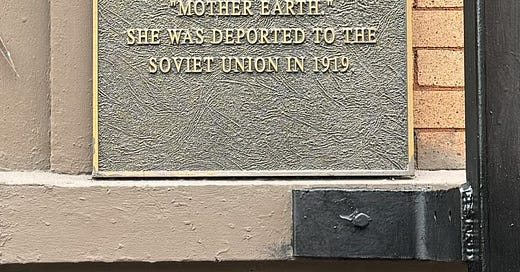 "MOTHER EARTH"
SHE WAS DEPORTED TO THE
SOVIET UNION IN 1919.